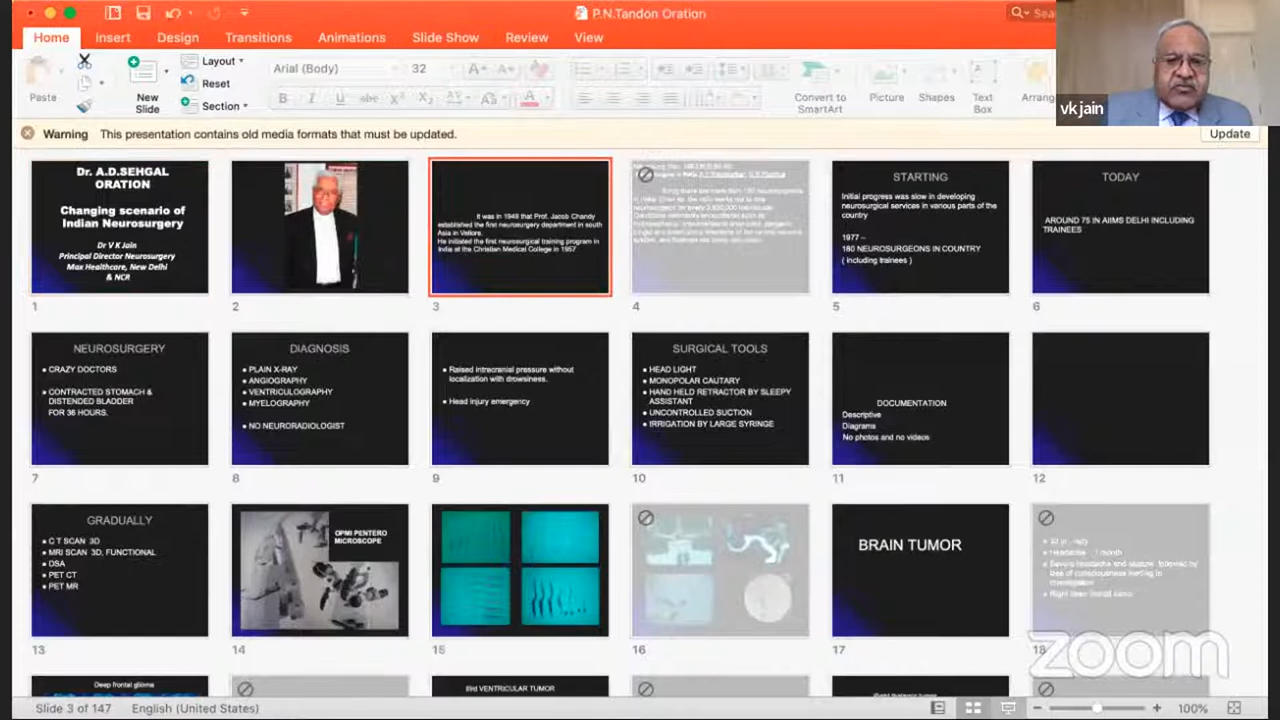 P.N.Tandon Oration
Home Insert Design Transitions Animations Slide Show Review View
Layout
Arial (Body) 32
Reset
Paste New Slide Section Convert to SmartArt Picture Shapes Text Box
vk jain
Warning This presentation contains old media formats that must be updated. Update
Dr. A.D.SEHGAL
ORATION
Changing scenario of
Indian Neurosurgery
Dr V K Jain
Principal Director Neurosurgery
Max Healthcare, New Delhi
& NCR
It was in 1949 that Prof. Jacob Chandy
established the first neurosurgery department in south
Asia in Vellore.
He initiated the first neurosurgical training program in
India at the Christian Medical College in 1957
STARTING
Initial progress was slow in developing
neurosurgical services in various parts of the
country
1977 –
180 NEUROSURGEONS IN COUNTRY
( including trainees )
TODAY
AROUND 75 IN AIIMS DELHI INCLUDING
TRAINEES
1 2 3 4 5 6
NEUROSURGERY
CRAZY DOCTORS
CONTRACTED STOMACH &
DISTENDED BLADDER
FOR 36 HOURS.
DIAGNOSIS
PLAIN X-RAY
ANGIOGRAPHY
VENTRICULOGRAPHY
MYELOGRAPHY
NO NEURORADIOLOGIST
Raised intracranial pressure without
localization with drowsiness.
Head injury emergency
SURGICAL TOOLS
HEAD LIGHT
MONOPOLAR CAUTARY
HAND HELD RETRACTOR BY SLEEPY
ASSISTANT
UNCONTROLLED SUCTION
IRRIGATION BY LARGE SYRINGE
DOCUMENTATION
Descriptive
Diagrams
No photos and no videos
7 8 9 10 11 12
GRADUALLY
C T SCAN 3D
MRI SCAN 3D, FUNCTIONAL
DSA
PET CT
PET MR
OPMI PENTERO
MICROSCOPE
BRAIN TUMOR
13 14 15 16 17 18
zoom
Deep frontal glioma
IIIrd VENTRICULAR TUMOR
Slide 3 of 147 English (United States) 100%